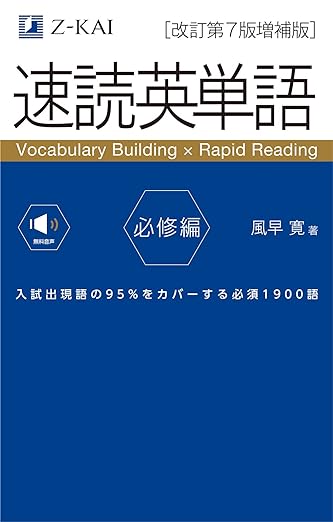 Z-KAI
［改訂第7版増補版］
速読英単語
Vocabulary Building × Rapid Reading
無料音声
必修編
風早 寛 著
入試出現語の95%をカバーする必須1900語